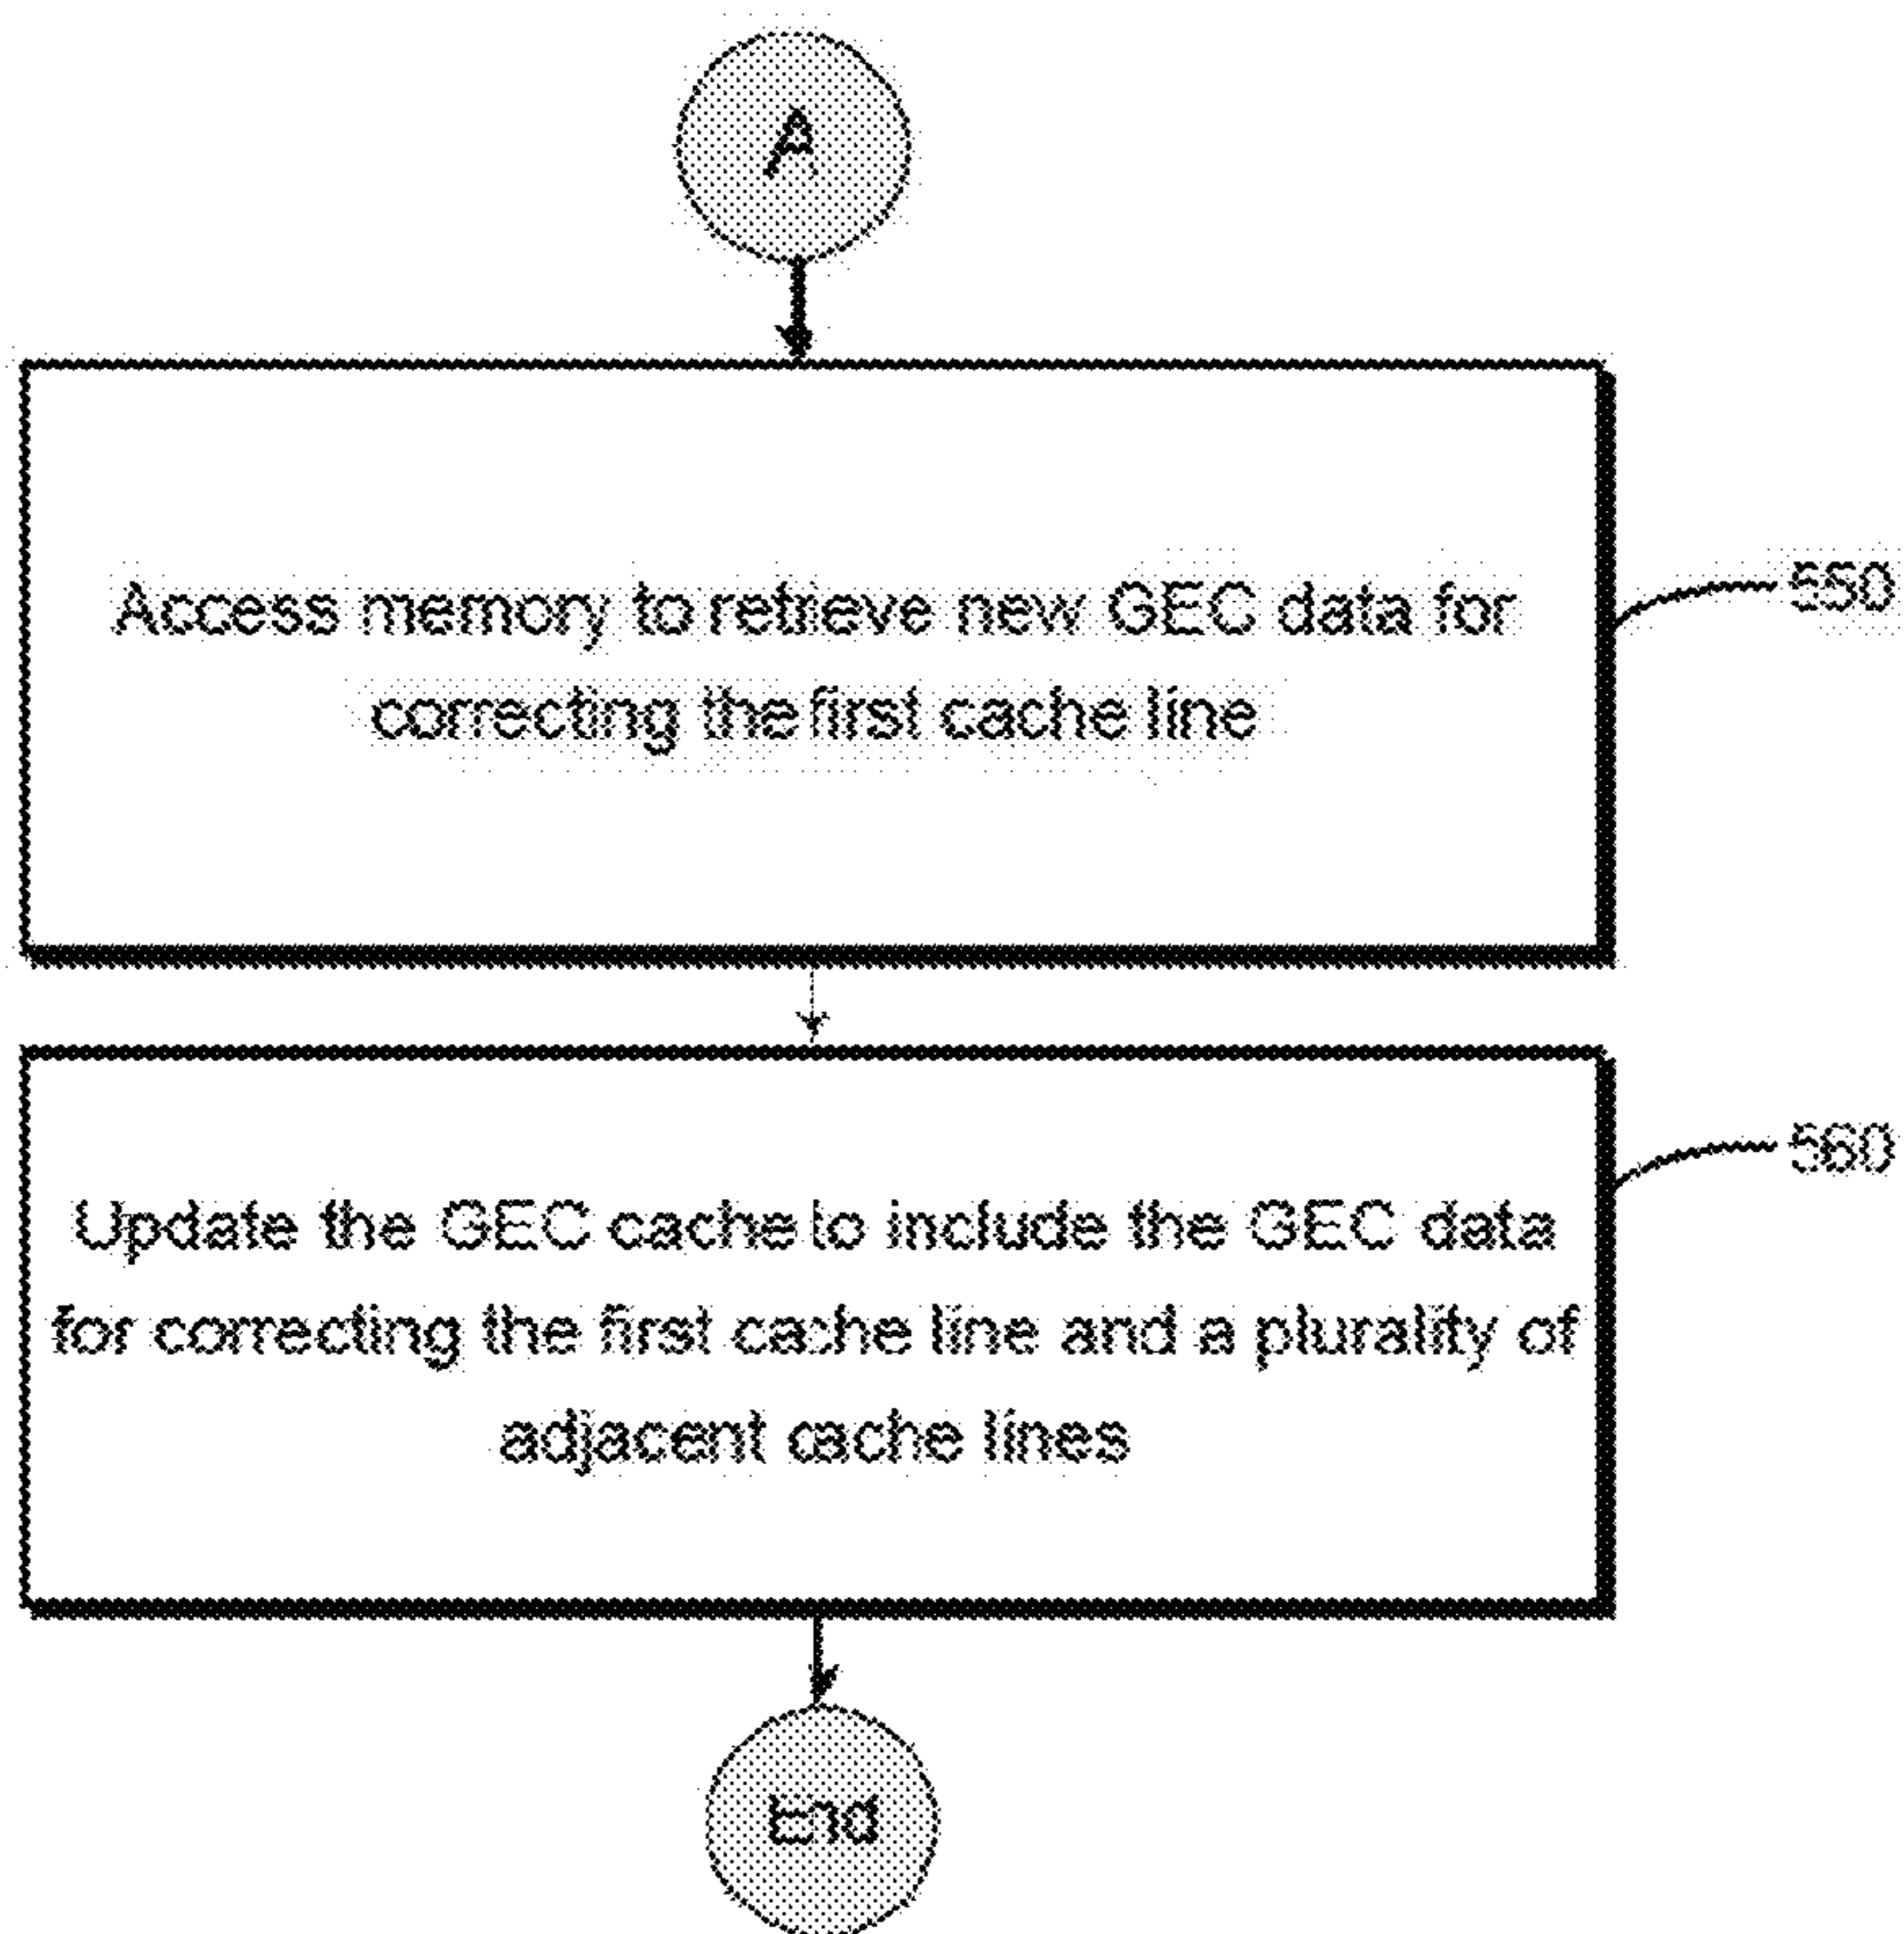 A
Access memory to retrieve new GEC data for
correcting the first cache line
550
Update the GEC cache to include the GEC data
for correcting the first cache line and a plurality of
adjacent cache lines
560
End